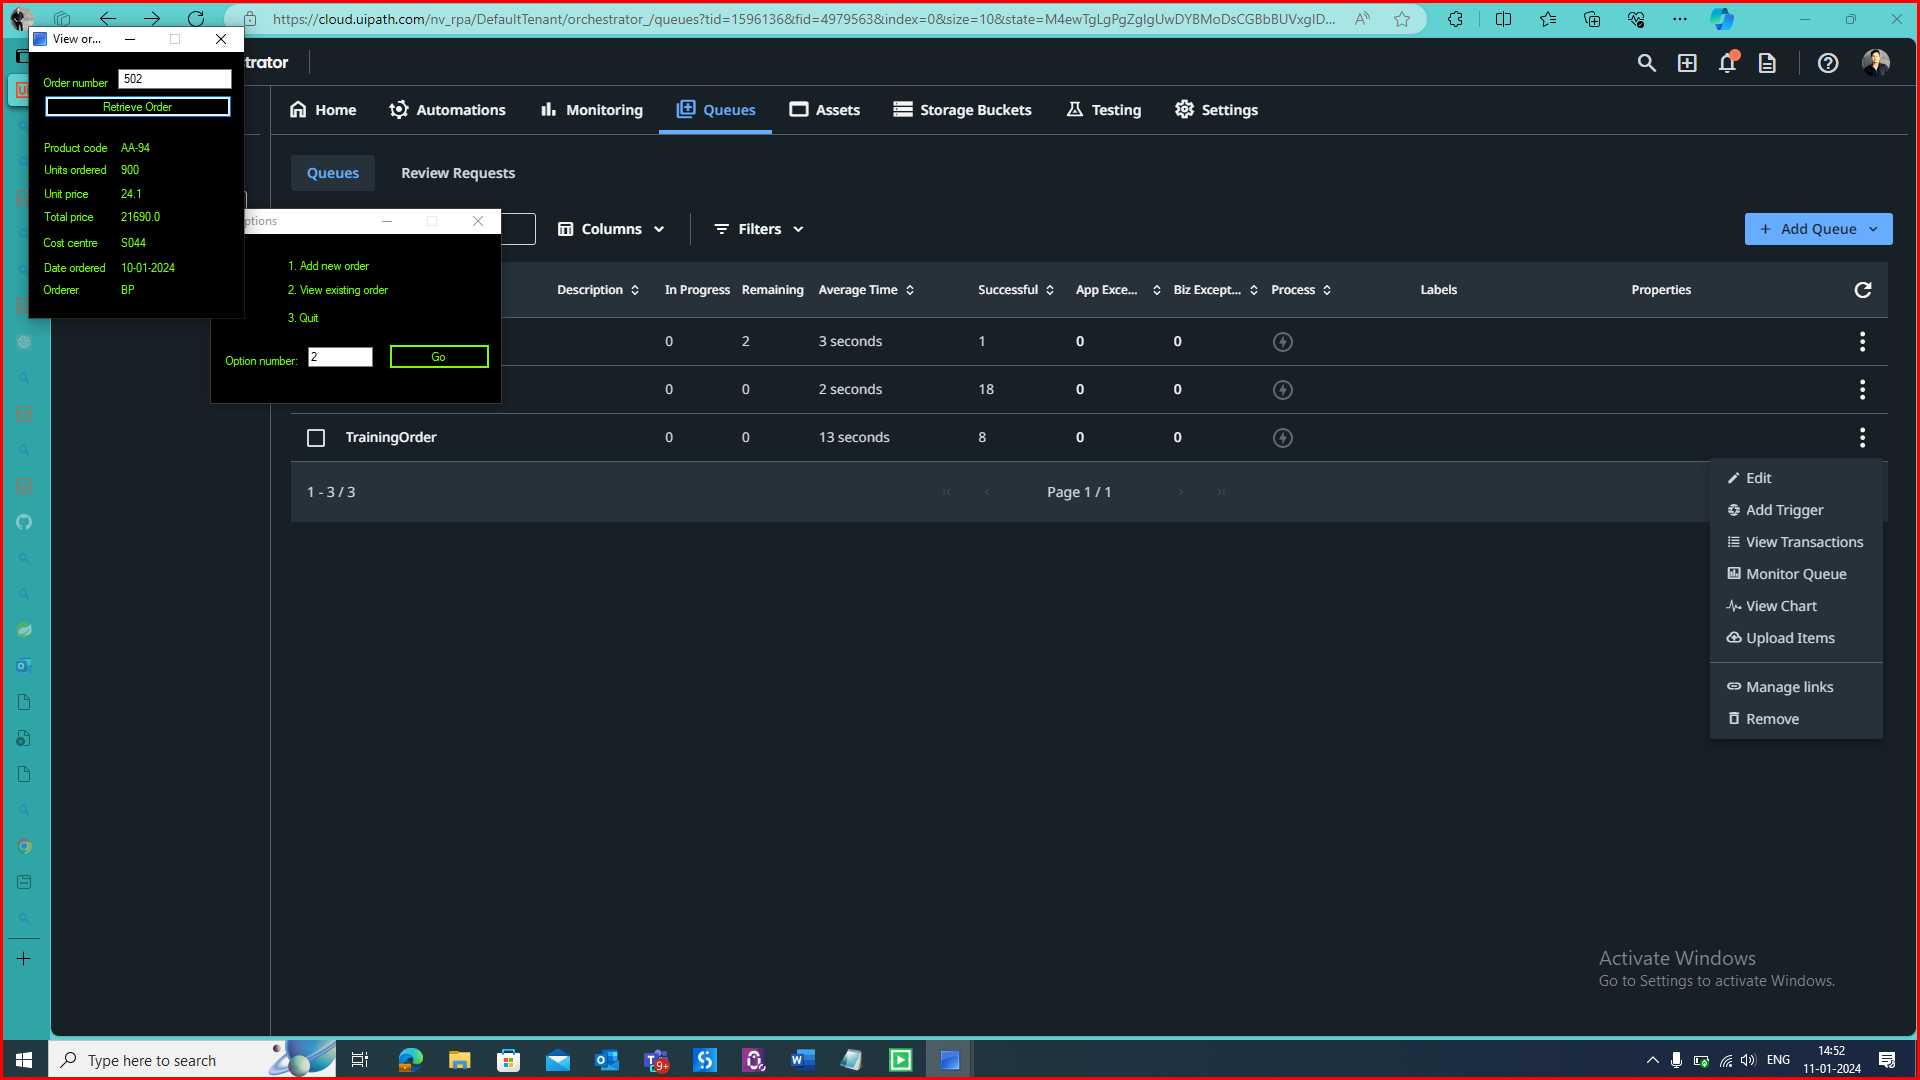 https://cloud.uipath.com/nv_rpa/DefaultTenant/orchestrator_/queues?tid=1596136&fid=4979563&index=0&size=10&state=M4ewTgLgPgZglgUwDYBMoDsCGBbBUVxgID...
View or...
Order number 502
Retrieve Order
Product code AA-94
Units ordered 900
Unit price 24.1
Total price 21690.0
Cost centre S044
Date ordered 10-01-2024
Orderer BP
ptions
1. Add new order
2. View existing order
3. Quit
Option number: 2 Go
trator
Home Automations Monitoring Queues Assets Storage Buckets Testing Settings
Queues Review Requests
Columns Filters + Add Queue
Description In Progress Remaining Average Time Successful App Exce... Biz Except... Process Labels Properties
0 2 3 seconds 1 0 0
0 0 2 seconds 18 0 0
TrainingOrder 0 0 13 seconds 8 0 0
1 - 3 / 3 Page 1 / 1
Edit
Add Trigger
View Transactions
Monitor Queue
View Chart
Upload Items
Manage links
Remove
Activate Windows
Go to Settings to activate Windows.
Type here to search
9+
ENG
14:52
11-01-2024